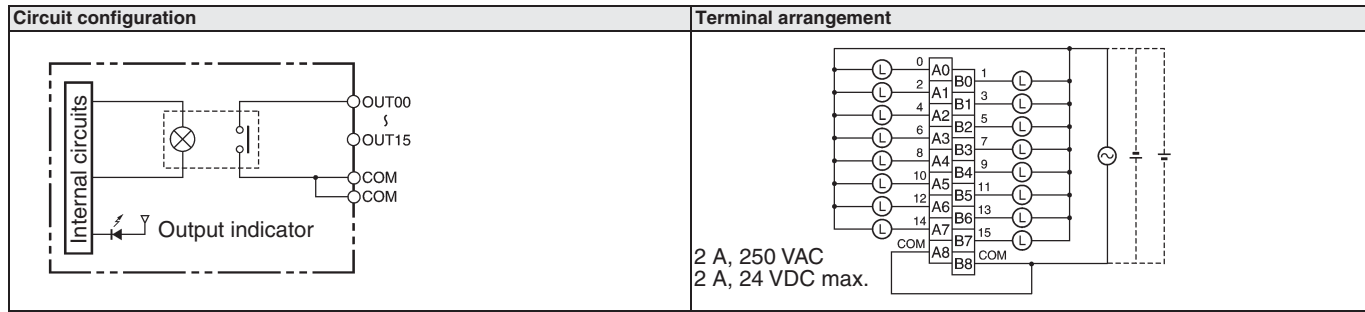 Circuit configuration
Terminal arrangement
Internal circuits
OUT00
OUT15
COM
COM
Output indicator
0 A0
B0 1
L
L
2 A1
B1 3
L
L
4 A2
B2 5
L
L
6 A3
B3 7
L
L
8 A4
B4 9
L
L
10 A5
B5 11
L
L
12 A6
B6 13
L
L
14 A7
B7 15
L
L
COM A8
B8 COM
2 A, 250 VAC
2 A, 24 VDC max.